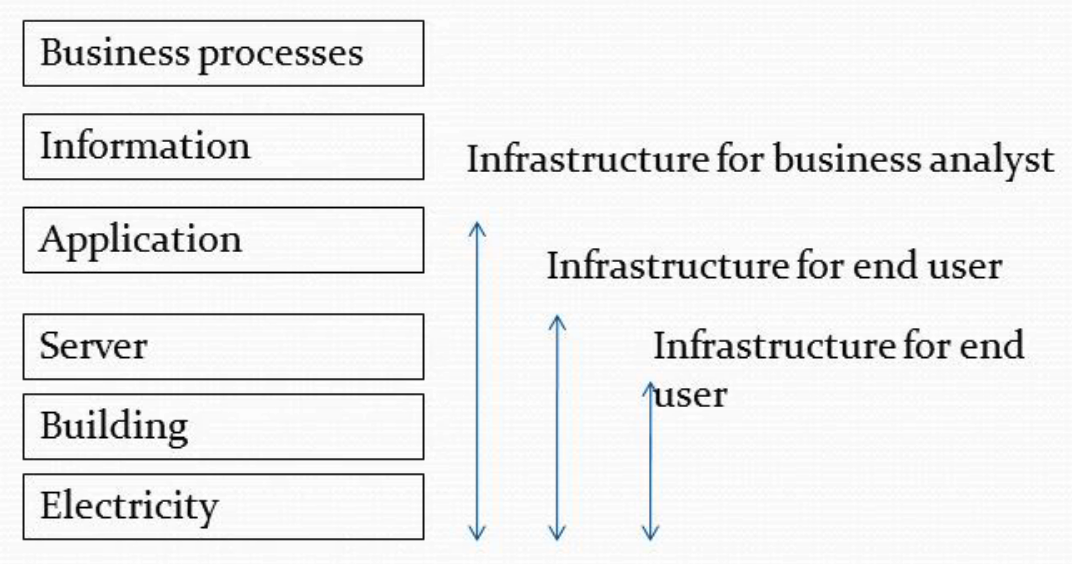 Business processes
Information
Infrastructure for business analyst
Application
Infrastructure for end user
Server
Infrastructure for end
user
Building
Electricity